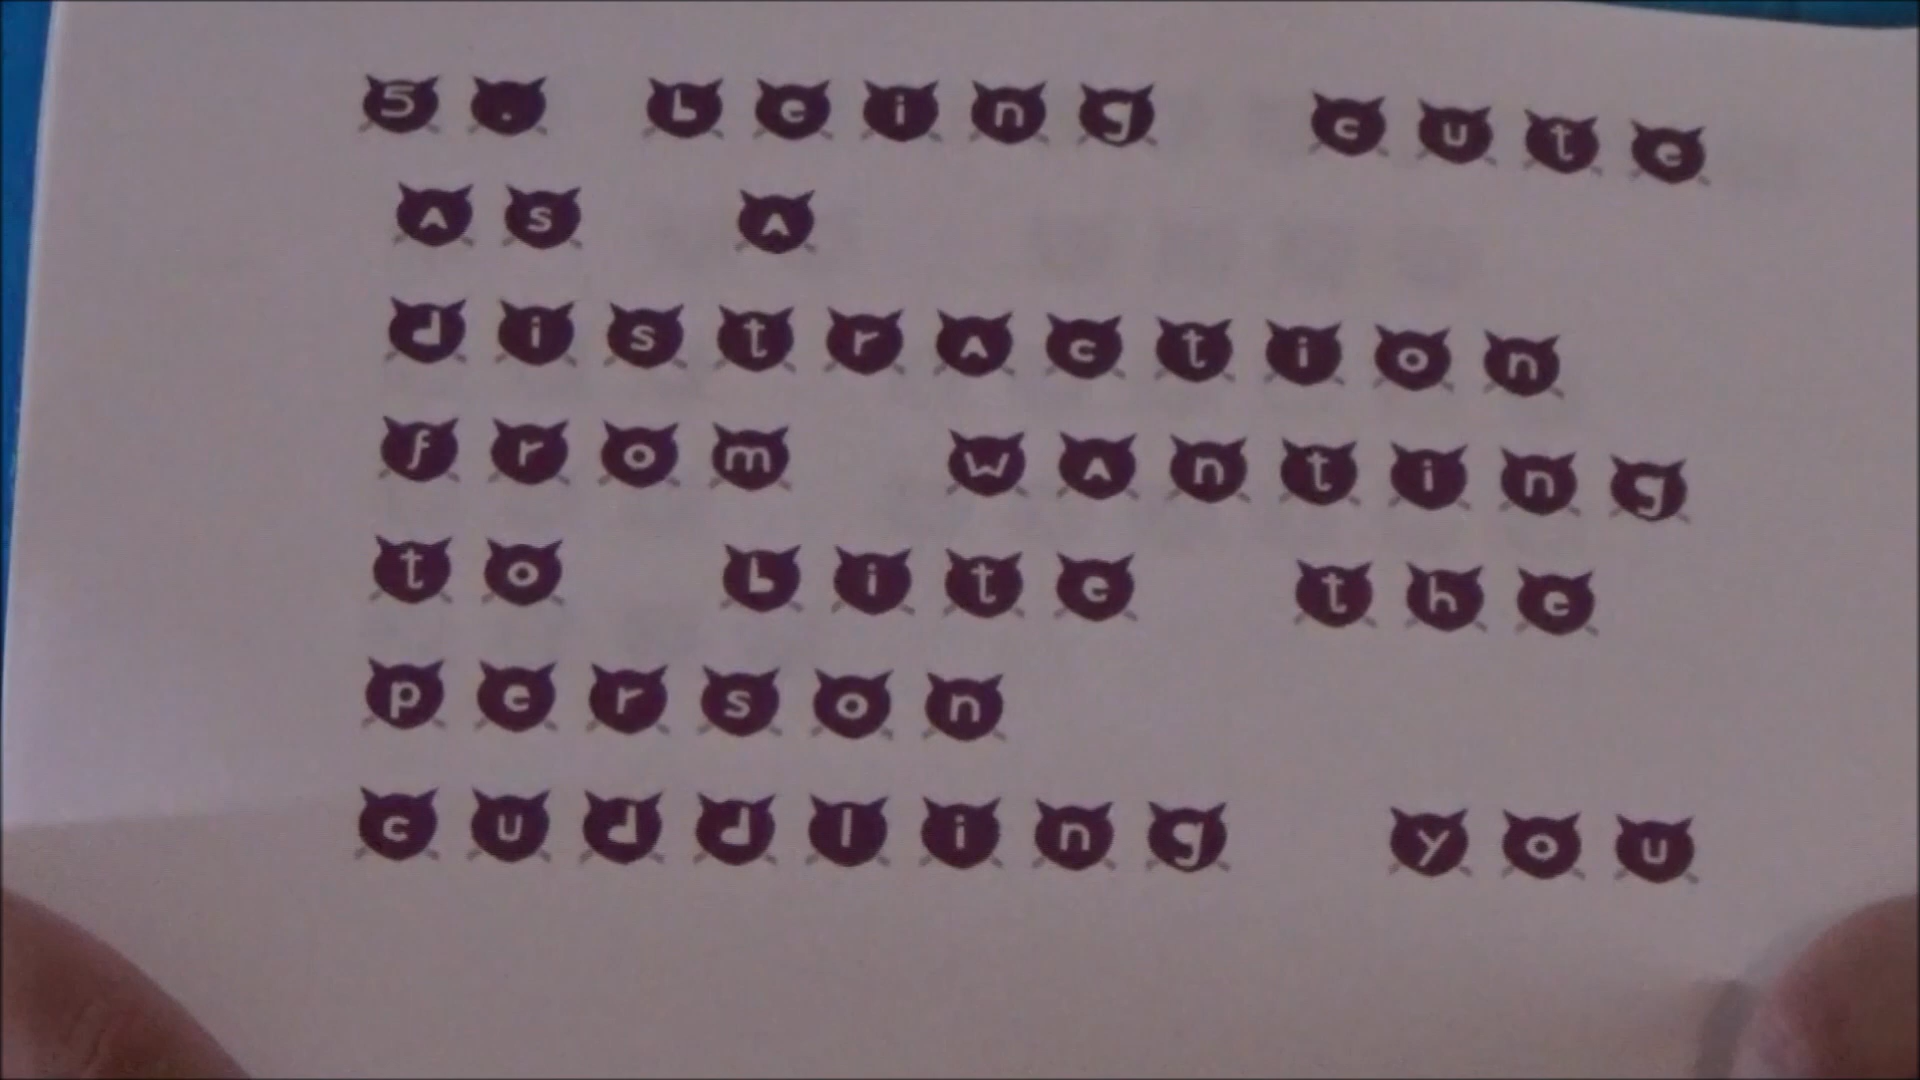 5. being cute
as a
distraction
from wanting
to bite the
person
cuddling you